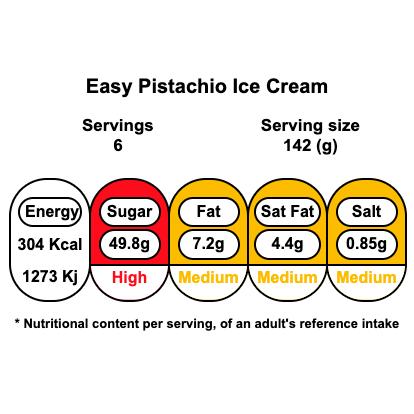 Easy Pistachio Ice Cream
Servings
6
Serving size
142 (g)
Energy
304 Kcal
1273 Kj
Sugar
49.8g
High
Fat
7.2g
Medium
Sat Fat
4.4g
Medium
Salt
0.85g
Medium
* Nutritional content per serving, of an adult's reference intake